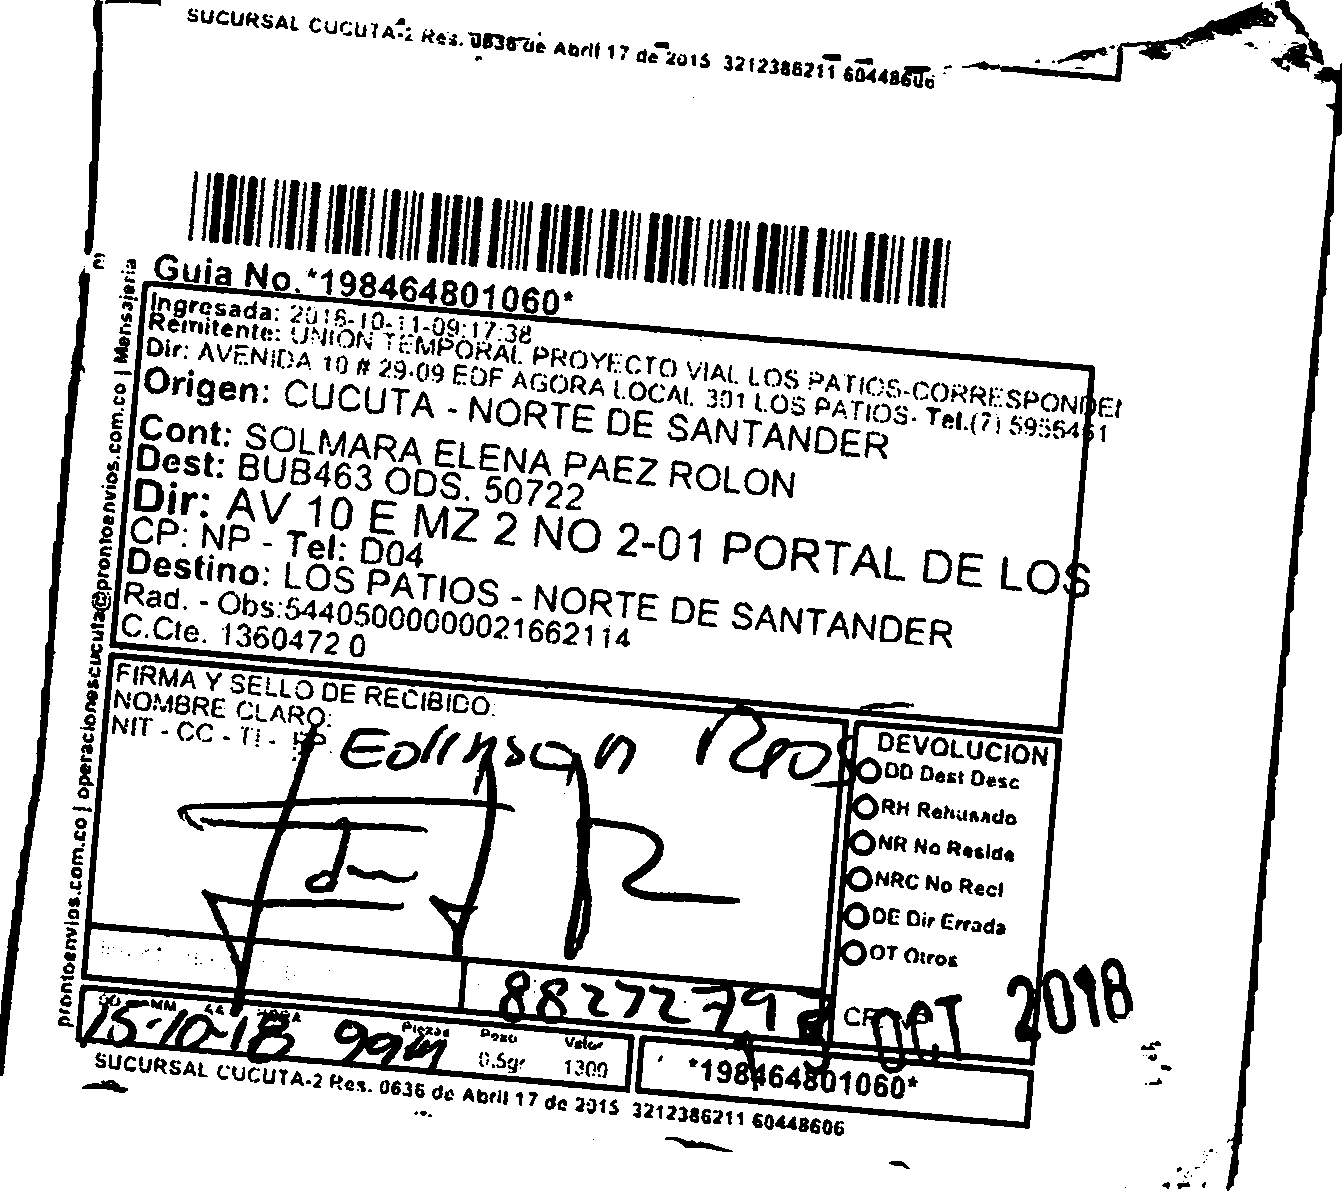 SUCURSAL CUCUTA-2 Res. 0636 de Abril 17 de 2015 3212386211 60448606
Guia No. *198464801060*
Ingresada: 2018-10-11-09:17:38
Remitente: UNION TEMPORAL PROYECTO VIAL LOS PATIOS-CORRESPONDEN
Dir: AVENIDA 10 # 29-09 EDF AGORA LOCAL 301 LOS PATIOS- Tel.(7)
Origen: CUCUTA - NORTE DE SANTANDER
Cont: SOLMARA ELENA PAEZ ROLON
Dest: BUB463 ODS. 50722
Dir: AV 10 E MZ 2 NO 2-01 PORTAL DE LOS
CP: NP - Tel: D04
Destino: LOS PATIOS - NORTE DE SANTANDER
Rad. - Obs:54405000000021662114
C.Cte. 1360472 0
prontoenvios.com.co | operacionescucuta@prontoenvios.com.co | Mensajeria
FIRMA Y SELLO DE RECIBIDO:
NOMBRE CLARO:
NIT - CC - TI -
DEVOLUCION
DD Dest Desc
RH Rehusado
NR No Reside
NRC No Recl
DE Dir Errada
OT Otros
OCT 2018
DD MM AA HORA
15-10-18
Piezas
Peso
0.5gr
Valor
1300
*198464801060*
SUCURSAL CUCUTA-2 Res. 0636 de Abril 17 de 2015 3212386211 60448606